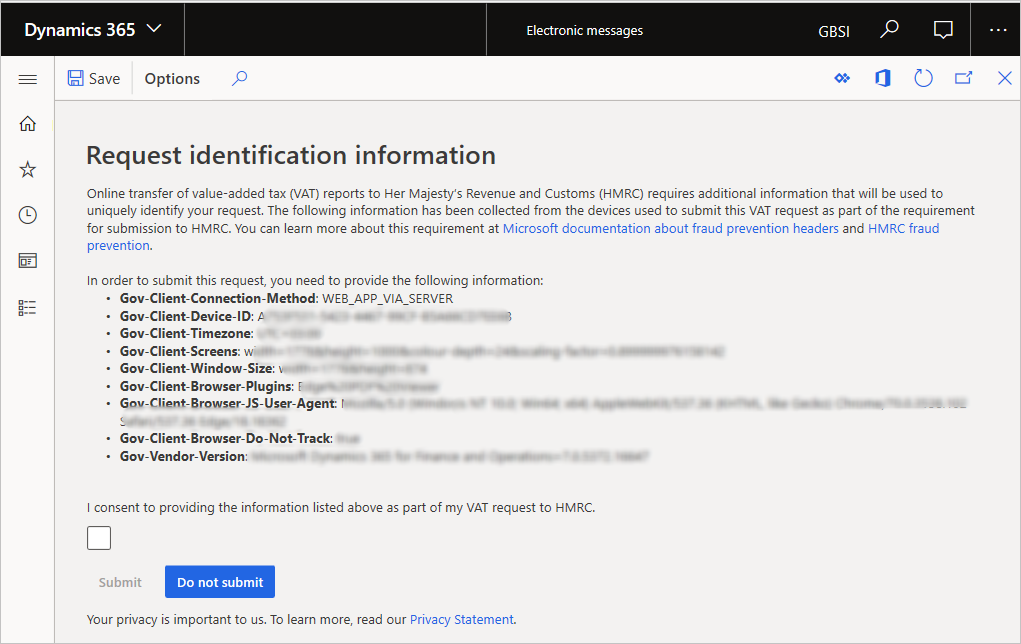 Dynamics 365
Electronic messages
GBSI
Save
Options
Request identification information
Online transfer of value-added tax (VAT) reports to Her Majesty's Revenue and Customs (HMRC) requires additional information that will be used to
uniquely identify your request. The following information has been collected from the devices used to submit this VAT request as part of the requirement
for submission to HMRC. You can learn more about this requirement at Microsoft documentation about fraud prevention headers and HMRC fraud
prevention.
In order to submit this request, you need to provide the following information:
• Gov-Client-Connection-Method: WEB_APP_VIA_SERVER
• Gov-Client-Device-ID:
• Gov-Client-Timezone:
• Gov-Client-Screens:
• Gov-Client-Window-Size:
• Gov-Client-Browser-Plugins:
• Gov-Client-Browser-JS-User-Agent:
• Gov-Client-Browser-Do-Not-Track:
• Gov-Vendor-Version:
I consent to providing the information listed above as part of my VAT request to HMRC.
Submit
Do not submit
Your privacy is important to us. To learn more, read our Privacy Statement.